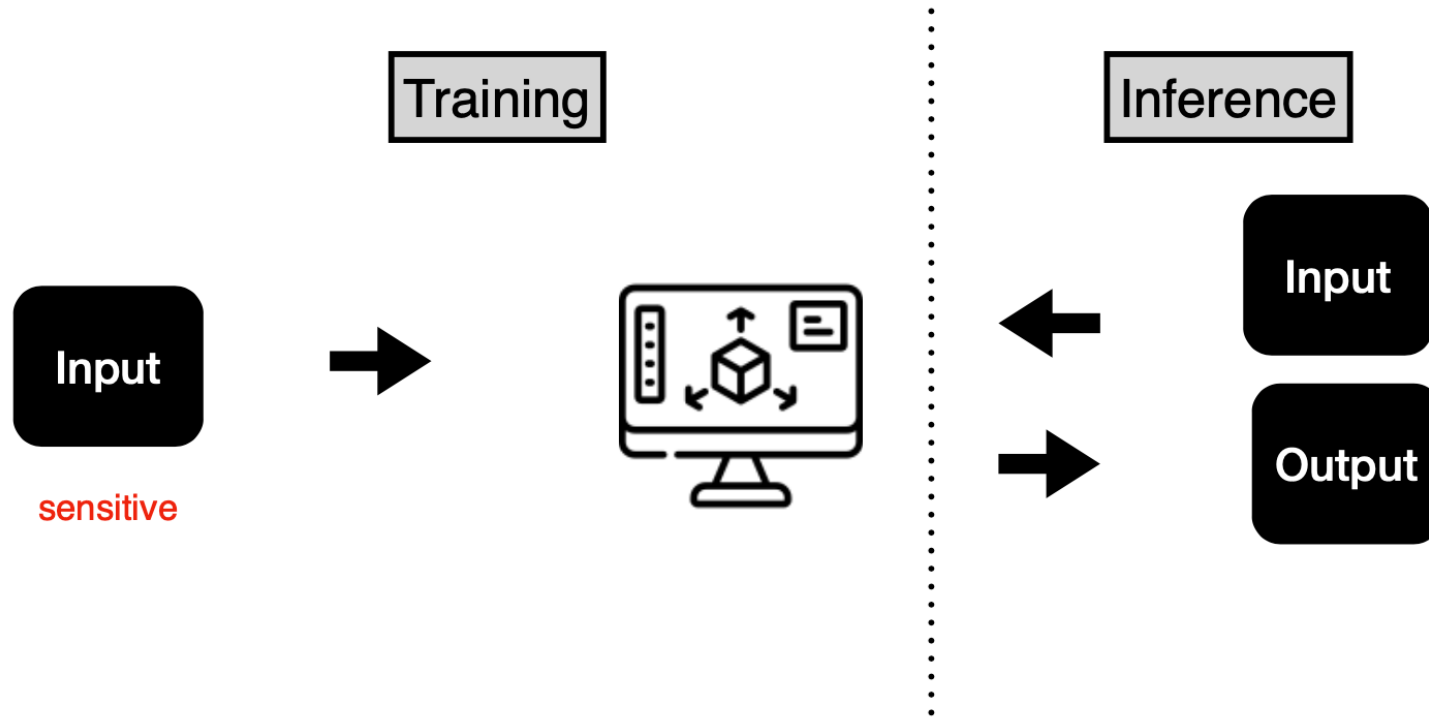 Training
Inference
Input
sensitive
Input
Output